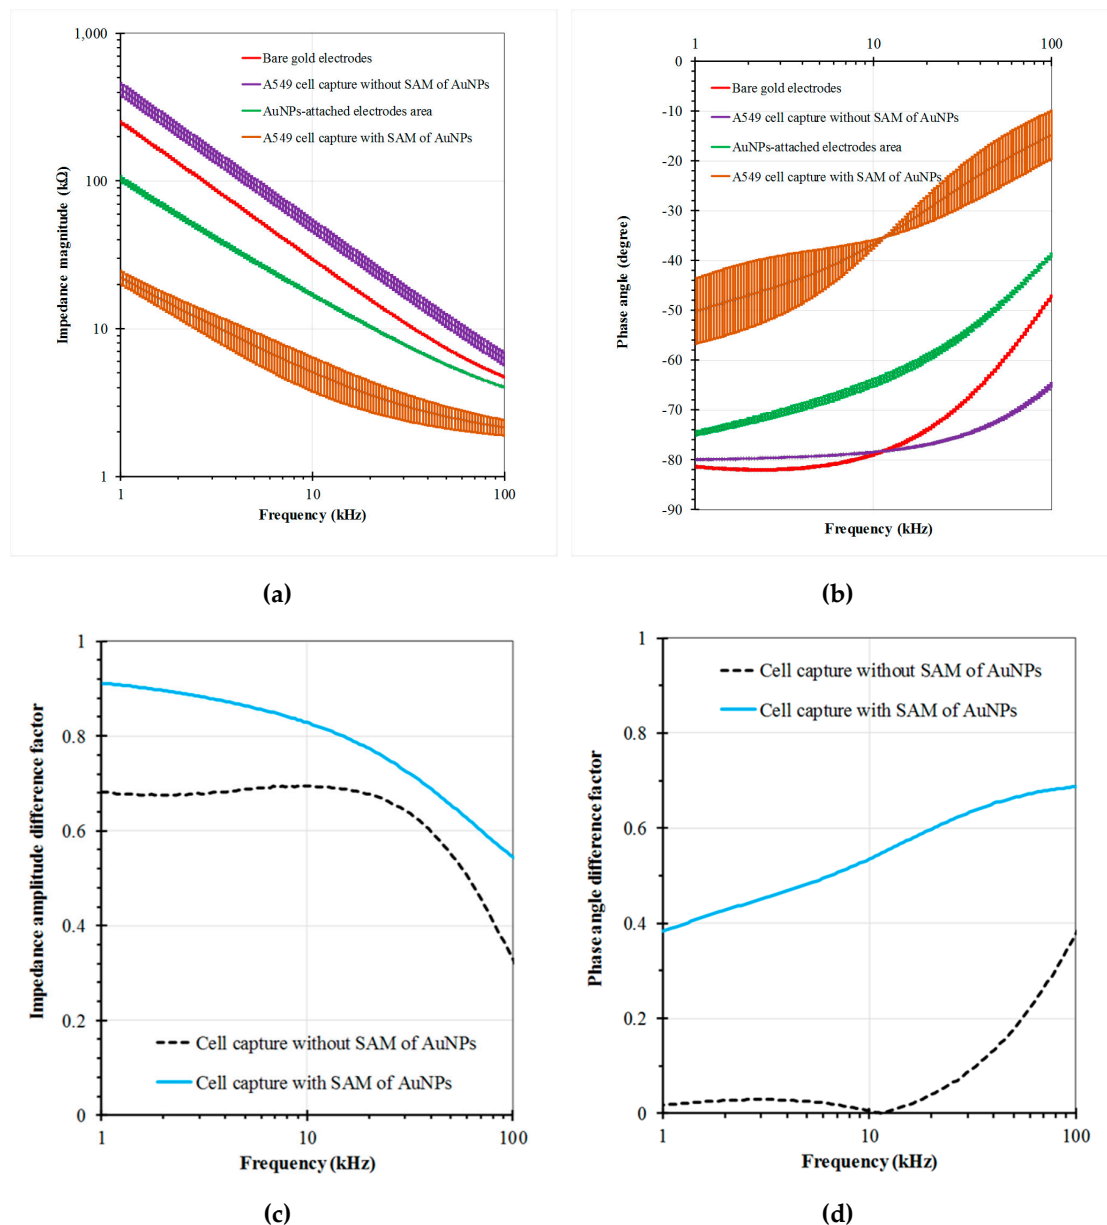 1,000
100
10
1
Impedance magnitude (kΩ)
Bare gold electrodes
A549 cell capture without SAM of AuNPs
AuNPs-attached electrodes area
A549 cell capture with SAM of AuNPs
1 10 100
Frequency (kHz)
(a)
1 10 100
0
-10
-20
-30
-40
-50
-60
-70
-80
-90
Phase angle (degree)
Bare gold electrodes
A549 cell capture without SAM of AuNPs
AuNPs-attached electrodes area
A549 cell capture with SAM of AuNPs
Frequency (kHz)
(b)
1
0.8
0.6
0.4
0.2
0
Impedance amplitude difference factor
Cell capture without SAM of AuNPs
Cell capture with SAM of AuNPs
1 10 100
Frequency (kHz)
(c)
1
0.8
0.6
0.4
0.2
0
Phase angle difference factor
Cell capture without SAM of AuNPs
Cell capture with SAM of AuNPs
1 10 100
Frequency (kHz)
(d)